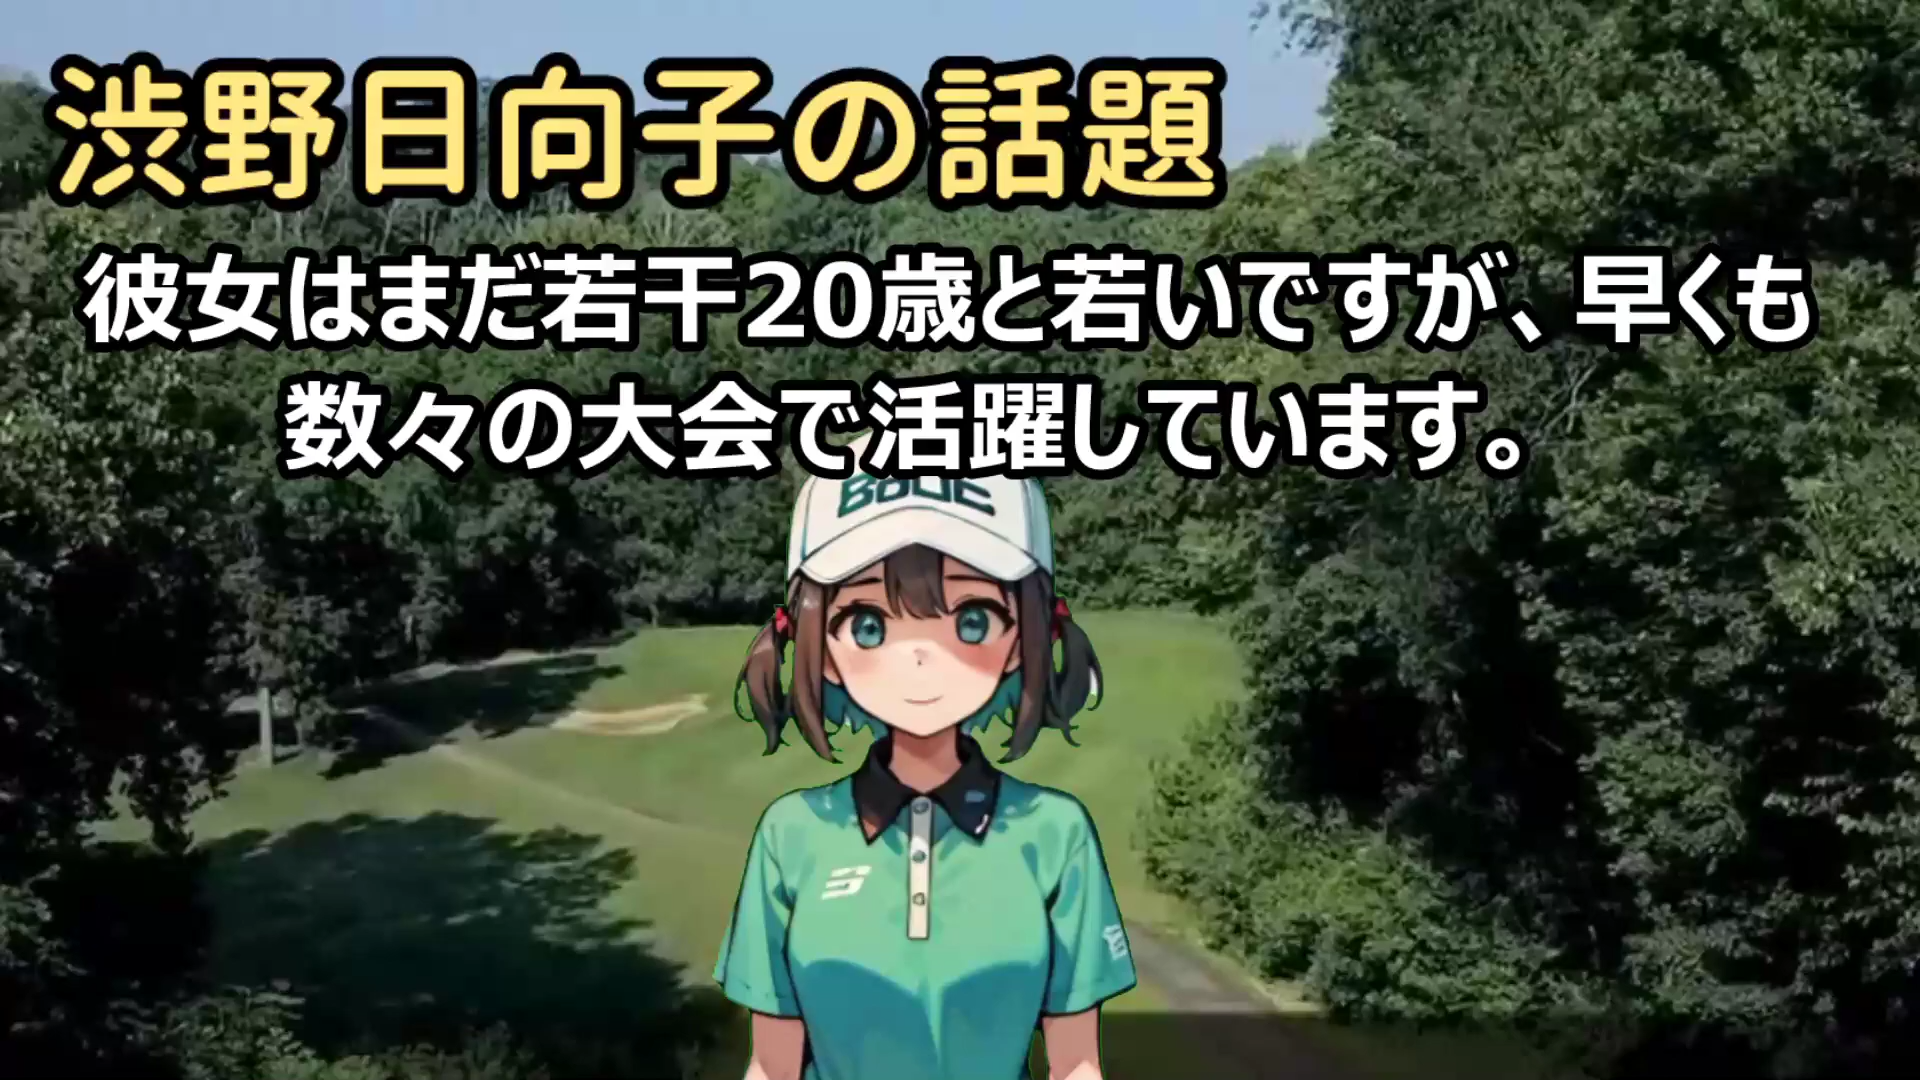 渋野日向子の話題
彼女はまだ若干20歳と若いですが、早くも
数々の大会で活躍しています。